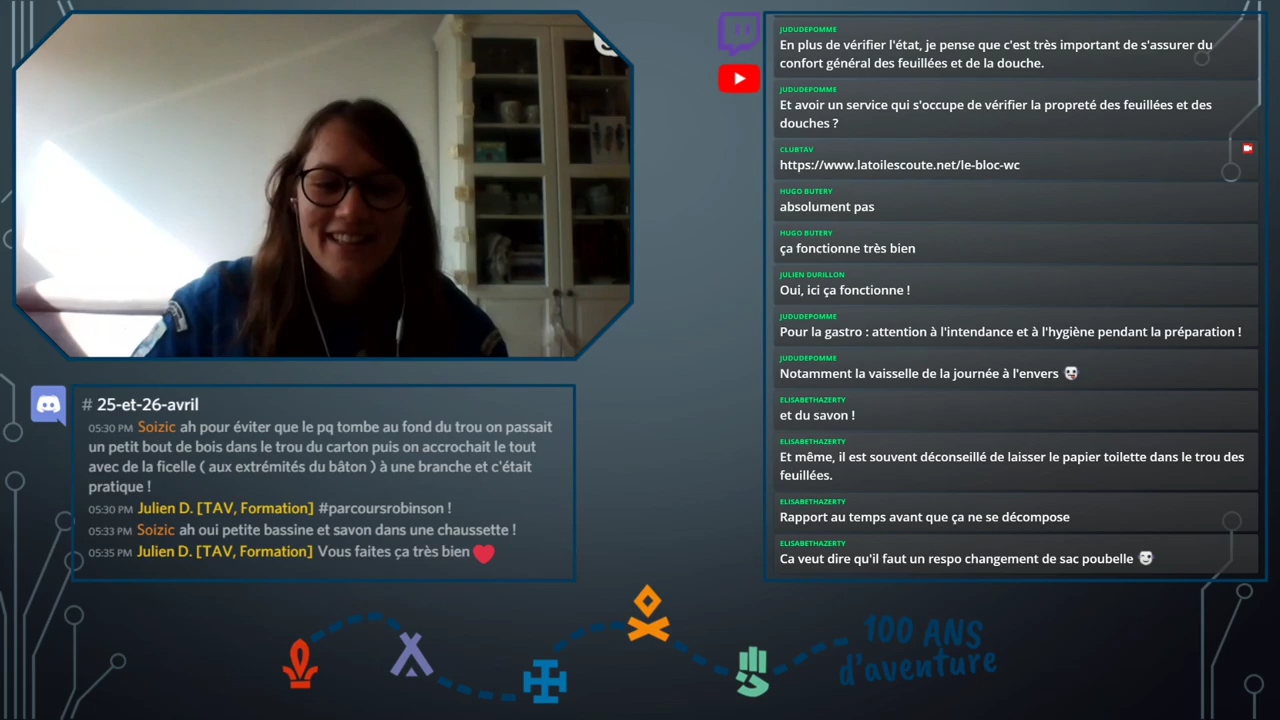 # 25-et-26-avril
05:30 PM Soizic ah pour éviter que le pq tombe au fond du trou on passait
un petit bout de bois dans le trou du carton puis on accrochait le tout
avec de la ficelle ( aux extrémités du bâton ) à une branche et c'était
pratique !
05:30 PM Julien D. [TAV, Formation] #parcoursrobinson !
05:33 PM Soizic ah oui petite bassine et savon dans une chaussette !
05:35 PM Julien D. [TAV, Formation] Vous faites ça très bien ❤️
JUDUDEPOMME
En plus de vérifier l'état, je pense que c'est très important de s'assurer du
confort général des feuillées et de la douche.
JUDUDEPOMME
Et avoir un service qui s'occupe de vérifier la propreté des feuillées et des
douches ?
CLUBTAV
https://www.latoilescoute.net/le-bloc-wc
HUGO BUTERY
absolument pas
HUGO BUTERY
ça fonctionne très bien
JULIEN DURILLON
Oui, ici ça fonctionne !
JUDUDEPOMME
Pour la gastro : attention à l'intendance et à l'hygiène pendant la préparation !
JUDUDEPOMME
Notamment la vaisselle de la journée à l'envers 😜
ELISABETHAZERTY
et du savon !
ELISABETHAZERTY
Et même, il est souvent déconseillé de laisser le papier toilette dans le trou des
feuillées.
ELISABETHAZERTY
Rapport au temps avant que ça ne se décompose
ELISABETHAZERTY
Ca veut dire qu'il faut un respo changement de sac poubelle 😉
100 ANS
d'aventure